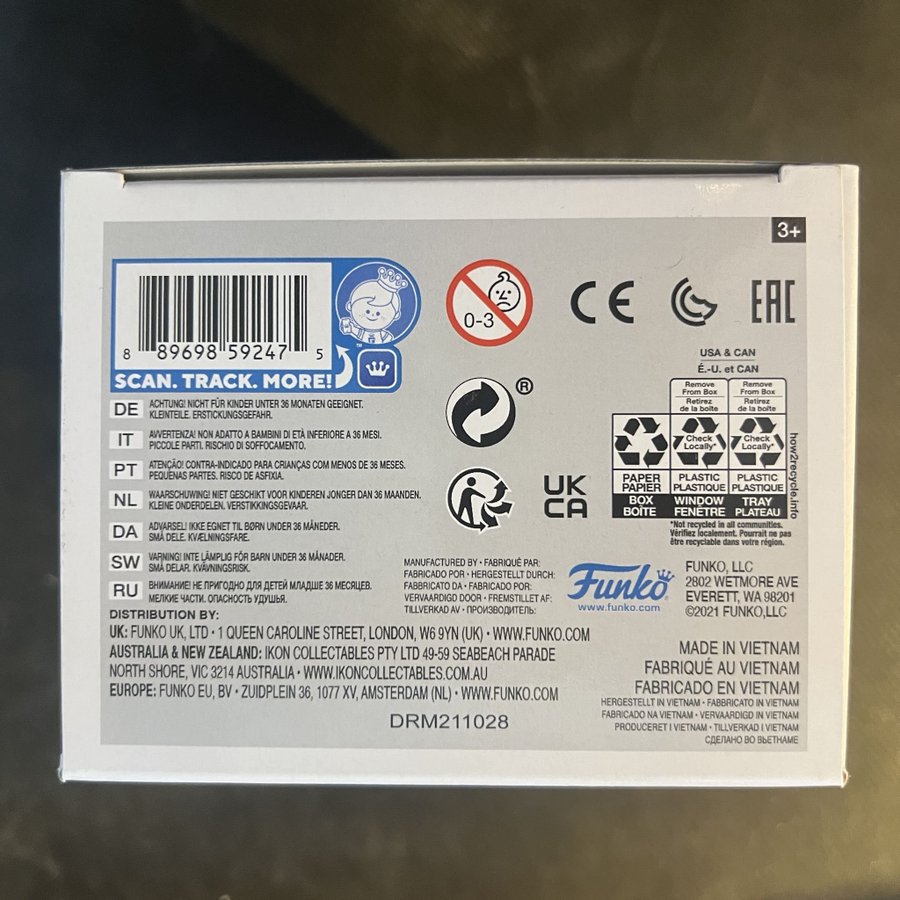 3+
8 89698 59247 5
™
SCAN. TRACK. MORE!
0-3
CE
EAC
®
UK
CA
USA & CAN
É.-U. et CAN
Remove
From Box
Retirez
de la boîte
Remove
From Box
Retirez
de la boîte
Check
Locally*
Check
Locally*
PAPER
PAPIER
PLASTIC
PLASTIQUE
PLASTIC
PLASTIQUE
BOX
BOÎTE
WINDOW
FENÊTRE
TRAY
PLATEAU
how2recycle.info
*Not recycled in all communities.
Vérifiez localement. Pourrait ne pas
être recyclable dans votre région.
DE ACHTUNG! NICHT FÜR KINDER UNTER 36 MONATEN GEEIGNET.
KLEINTEILE. ERSTICKUNGSGEFAHR.
IT AVVERTENZA! NON ADATTO A BAMBINI DI ETÀ INFERIORE A 36 MESI.
PICCOLE PARTI. RISCHIO DI SOFFOCAMENTO.
PT ATENÇÃO! CONTRA-INDICADO PARA CRIANÇAS COM MENOS DE 36 MESES.
PEQUENAS PARTES. RISCO DE ASFIXIA.
NL WAARSCHUWING! NIET GESCHIKT VOOR KINDEREN JONGER DAN 36 MAANDEN.
KLEINE ONDERDELEN. VERSTIKKINGSGEVAAR.
DA ADVARSEL! IKKE EGNET TIL BØRN UNDER 36 MÅNEDER.
SMÅ DELE. KVÆLNINGSFARE.
SW VARNING! INTE LÄMPLIG FÖR BARN UNDER 36 MÅNADER.
SMÅ DELAR. KVÄVNINGSRISK.
RU ВНИМАНИЕ! НЕ ПРИГОДНО ДЛЯ ДЕТЕЙ МЛАДШЕ 36 МЕСЯЦЕВ.
МЕЛКИЕ ЧАСТИ. ОПАСНОСТЬ УДУШЬЯ.
MANUFACTURED BY • FABRIQUÉ PAR:
FABRICADO POR • HERGESTELLT DURCH:
FABRICATO DA • FABRICADO POR:
VERVAARDIGD DOOR • FREMSTILLET AF:
TILLVERKAD AV • ПРОИЗВОДИТЕЛЬ:
Funko
www.funko.com
FUNKO, LLC
2802 WETMORE AVE
EVERETT, WA 98201
©2021 FUNKO,LLC
DISTRIBUTION BY:
UK: FUNKO UK, LTD • 1 QUEEN CAROLINE STREET, LONDON, W6 9YN (UK) • WWW.FUNKO.COM
AUSTRALIA & NEW ZEALAND: IKON COLLECTABLES PTY LTD 49-59 SEABEACH PARADE
NORTH SHORE, VIC 3214 AUSTRALIA • WWW.IKONCOLLECTABLES.COM.AU
EUROPE: FUNKO EU, BV • ZUIDPLEIN 36, 1077 XV, AMSTERDAM (NL) • WWW.FUNKO.COM
DRM211028
MADE IN VIETNAM
FABRIQUÉ AU VIETNAM
FABRICADO EN VIETNAM
HERGESTELLT IN VIETNAM • FABBRICATO IN VIETNAM
FABRICADO NA VIETNAM • VERVAARDIGD IN VIETNAM
PRODUCERET I VIETNAM • TILLVERKAD I VIETNAM
СДЕЛАНО ВО ВЬЕТНАМЕ